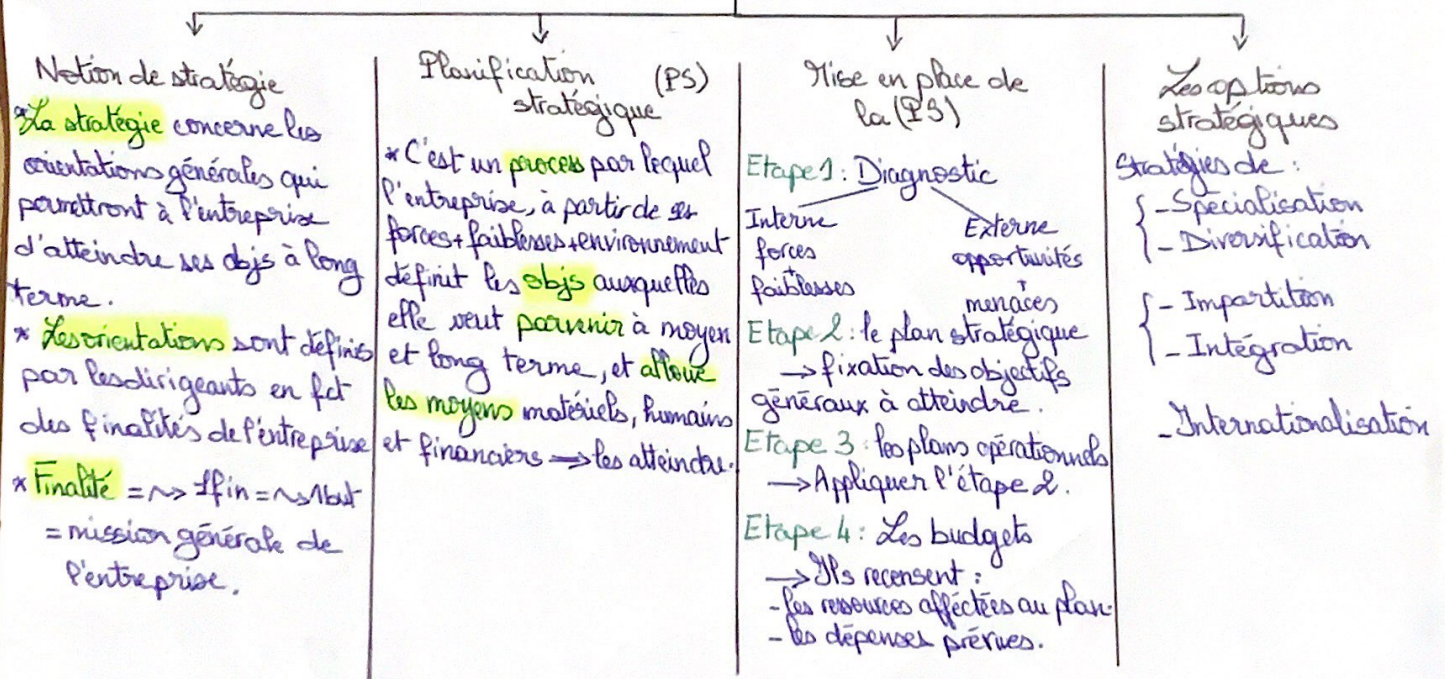 Notion de stratégie
*La stratégie concerne les
orientations générales qui
permettront à l'entreprise
d'atteindre ses objs à long
terme.
* Les orientations sont définis
par les dirigeants en fct
des finalités de l'entreprise
* Finalité = ~> 1 fin = ~> 1 but
= mission générale de
l'entreprise.
Planification (PS)
stratégique
* C'est un process par lequel
l'entreprise, à partir de ses
forces + faiblesses + environnement
définit les objs auxquelles
elle veut parvenir à moyen
et long terme, et alloue
les moyens matériels, humains
et financiers → les atteindre.
Mise en place de
la (PS)
Etape 1 : Diagnostic
Interne
forces
+
faiblesses
Externe
opportunités
+
menaces
Etape 2 : le plan stratégique
→ fixation des objectifs
généraux à atteindre.
Etape 3 : les plans opérationnels
→ Appliquer l'étape 2.
Etape 4 : Les budgets
→ Ils recensent :
- les ressources afféctées au plan.
- les dépenses prévues.
Les options
stratégiques
Stratégies de :
- Spécialisation
- Diversification
- Impartition
- Intégration
- Internationalisation